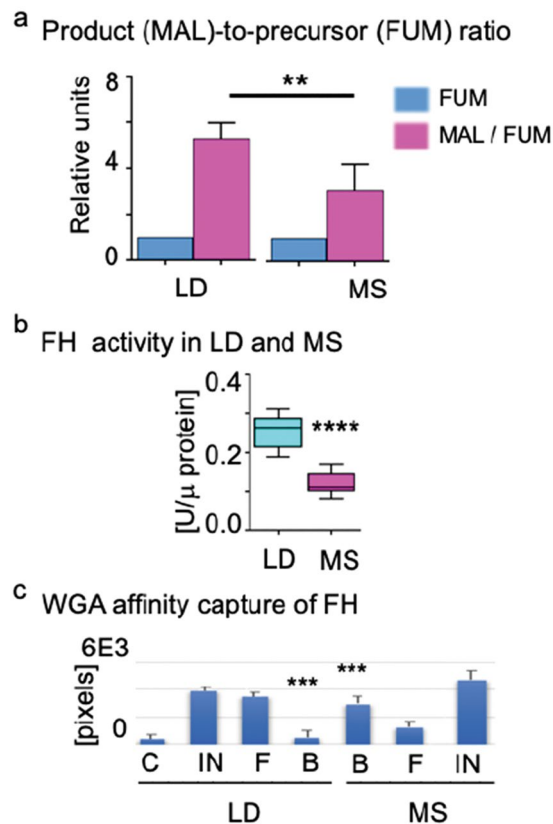 a Product (MAL)-to-precursor (FUM) ratio
Relative units
8
4
0
**
FUM
MAL / FUM
LD MS
b FH activity in LD and MS
[U/μ protein]
0.4
0.2
0.0
****
LD MS
c WGA affinity capture of FH
[pixels]
6E3
0
*** ***
C IN F B B F IN
LD MS